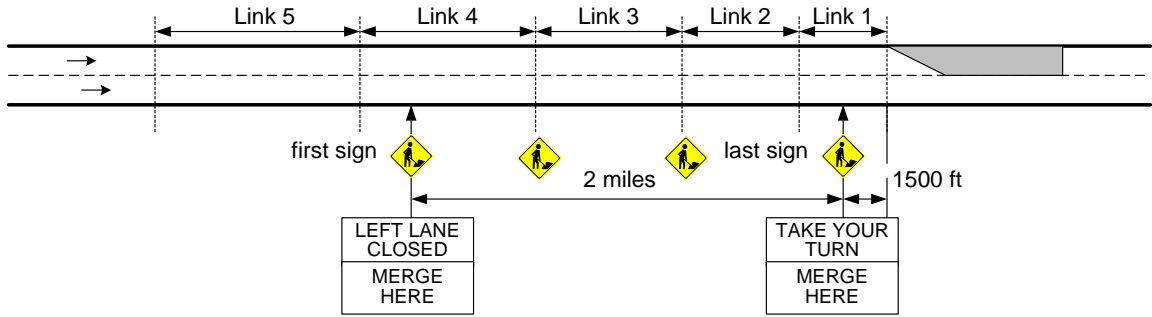 Link 5
Link 4
Link 3
Link 2
Link 1
first sign
last sign
2 miles
1500 ft
LEFT LANE
CLOSED
MERGE
HERE
TAKE YOUR
TURN
MERGE
HERE